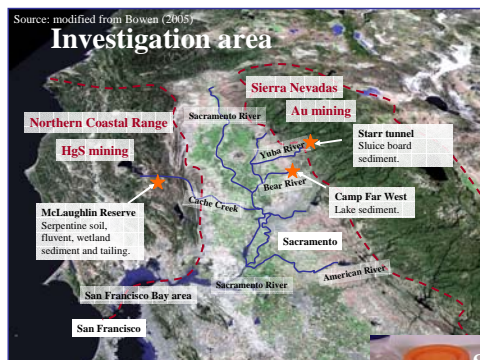 Source: modified from Bowen (2005)
Investigation area
Sierra Nevadas
Au mining
Sacramento River
Northern Coastal Range
HgS mining
Starr tunnel
Sluice board
sediment.
Yuba River
Bear River
Camp Far West
Lake sediment.
McLaughlin Reserve
Serpentine soil,
fluvent, wetland
sediment and tailing.
Cache Creek
Sacramento
American River
San Francisco Bay area
Sacramento River
San Francisco